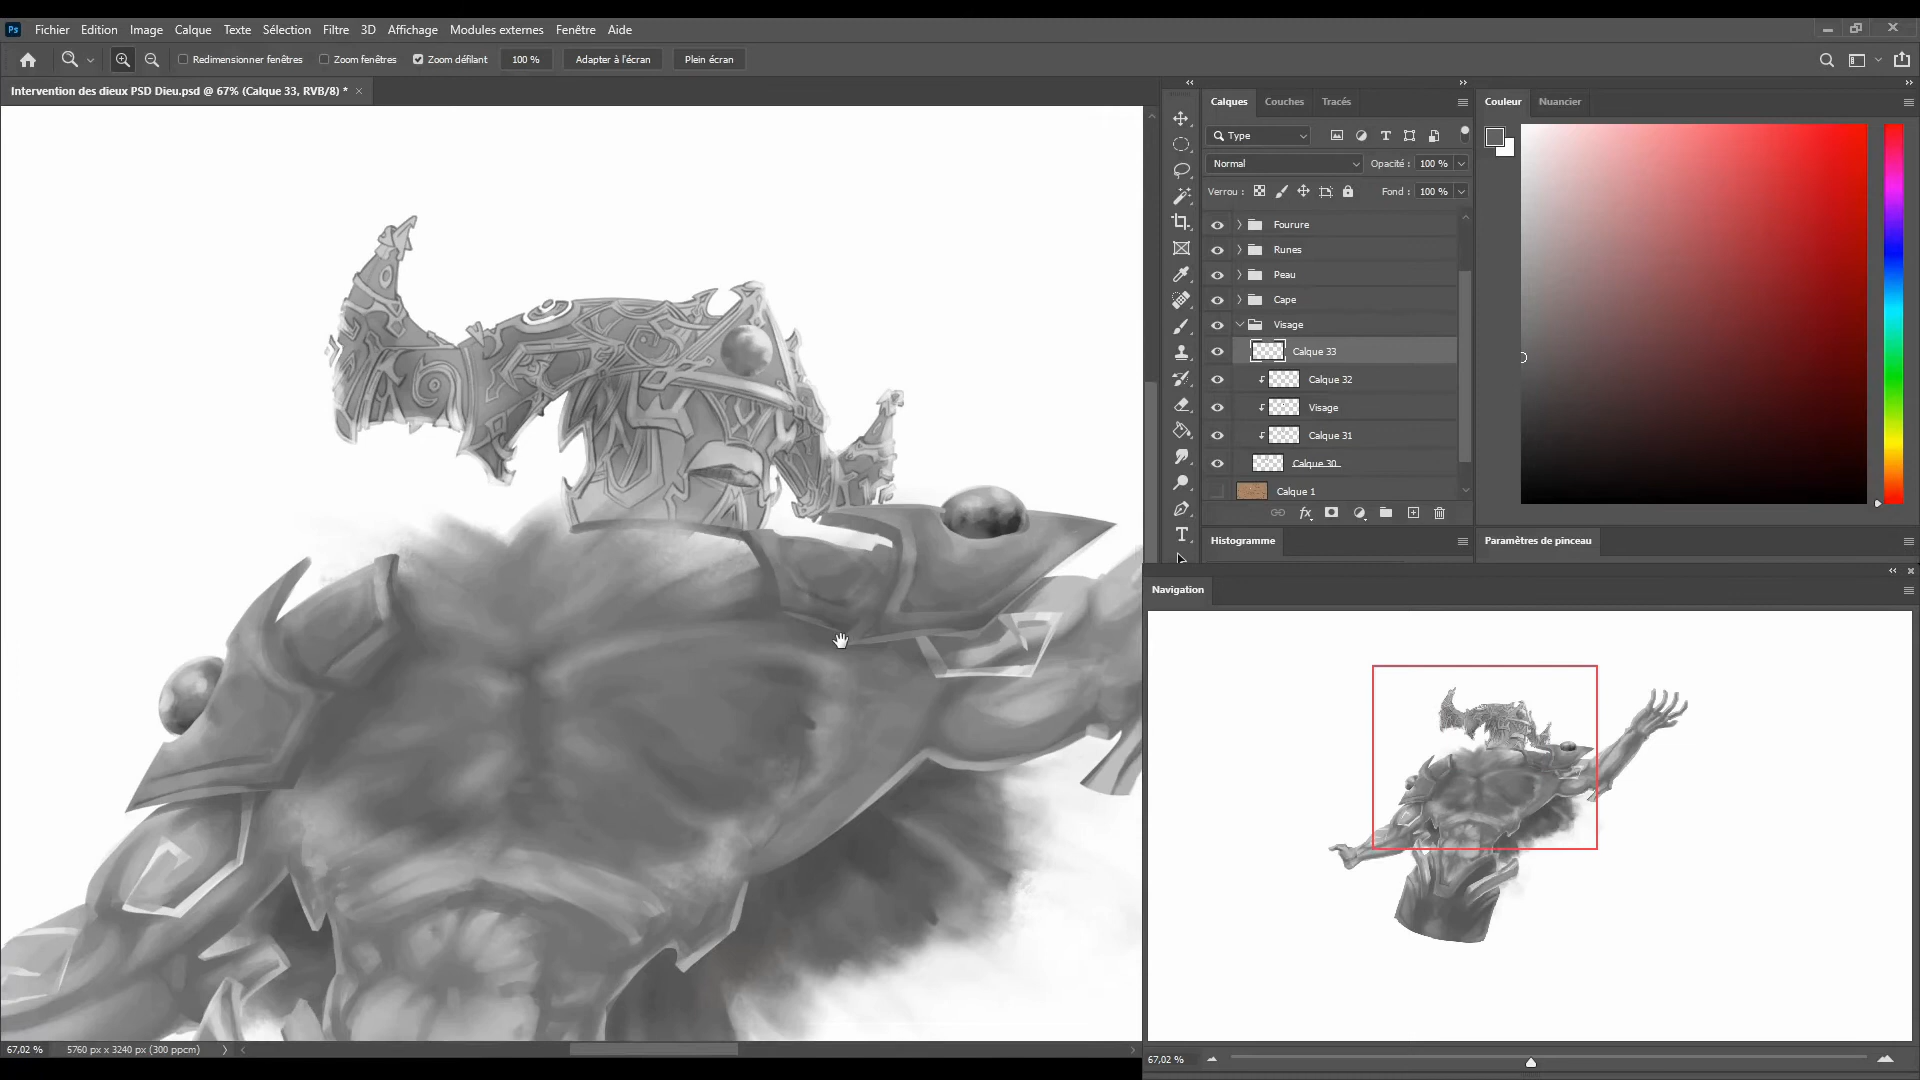 Ps Fichier Edition Image Calque Texte Sélection Filtre 3D Affichage Modules externes Fenêtre Aide
Redimensionner fenêtres Zoom fenêtres Zoom défilant 100 % Adapter à l'écran Plein écran
Intervention des dieux PSD Dieu.psd @ 67% (Calque 33, RVB/8) *
Calques Couches Tracés
Couleur Nuancier
Type
Normal Opacité : 100 %
Verrou : Fond : 100 %
Fourure
Runes
Peau
Cape
Visage
Calque 33
Calque 32
Visage
Calque 31
Calque 30
Calque 1
fx
Histogramme
Paramètres de pinceau
Navigation
67,02 % 5760 px x 3240 px (300 ppcm)
67,02 %